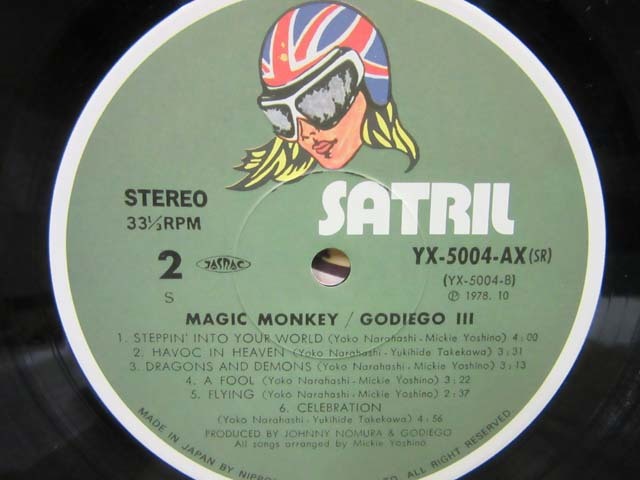 SATRIL
STEREO
33⅓RPM
YX-5004-AX(SR)
2
JASRAC
(YX-5004-B)
S
Ⓟ 1978. 10
MAGIC MONKEY / GODIEGO III
1. STEPPIN' INTO YOUR WORLD (Yoko Narahashi - Mickie Yoshino) 4:00
2. HAVOC IN HEAVEN (Yoko Narahashi - Yukihide Takekawa) 3:31
3. DRAGONS AND DEMONS (Yoko Narahashi - Mickie Yoshino) 3:13
4. A FOOL (Yoko Narahashi - Mickie Yoshino) 3:22
5. FLYING (Yoko Narahashi - Mickie Yoshino) 2:37
6. CELEBRATION
(Yoko Narahashi - Yukihide Takekawa) 4:56
PRODUCED BY JOHNNY NOMURA & GODIEGO
All songs arranged by Mickie Yoshino
MADE IN JAPAN BY NIPPO ALL RIGHT RESERVED